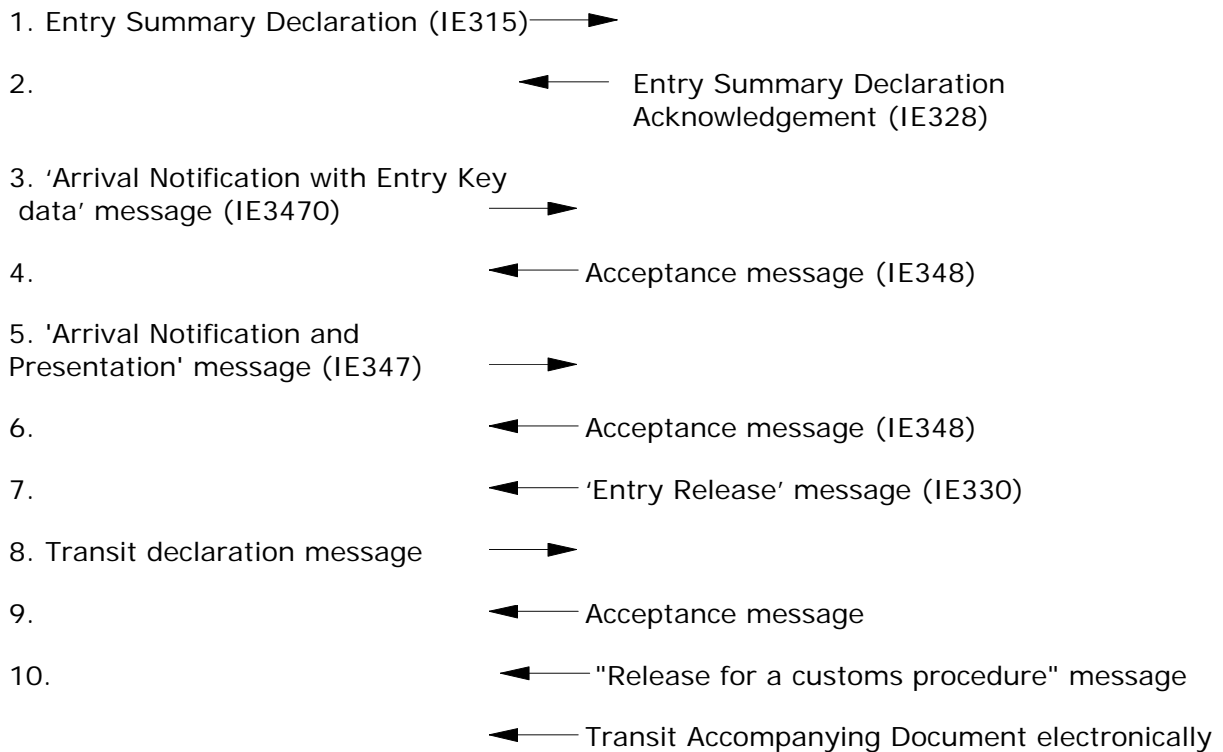 1. Entry Summary Declaration (IE315)
2. Entry Summary Declaration
Acknowledgement (IE328)
3. ‘Arrival Notification with Entry Key
data’ message (IE3470)
4. Acceptance message (IE348)
5. 'Arrival Notification and
Presentation' message (IE347)
6. Acceptance message (IE348)
7. ‘Entry Release’ message (IE330)
8. Transit declaration message
9. Acceptance message
10. "Release for a customs procedure" message
Transit Accompanying Document electronically